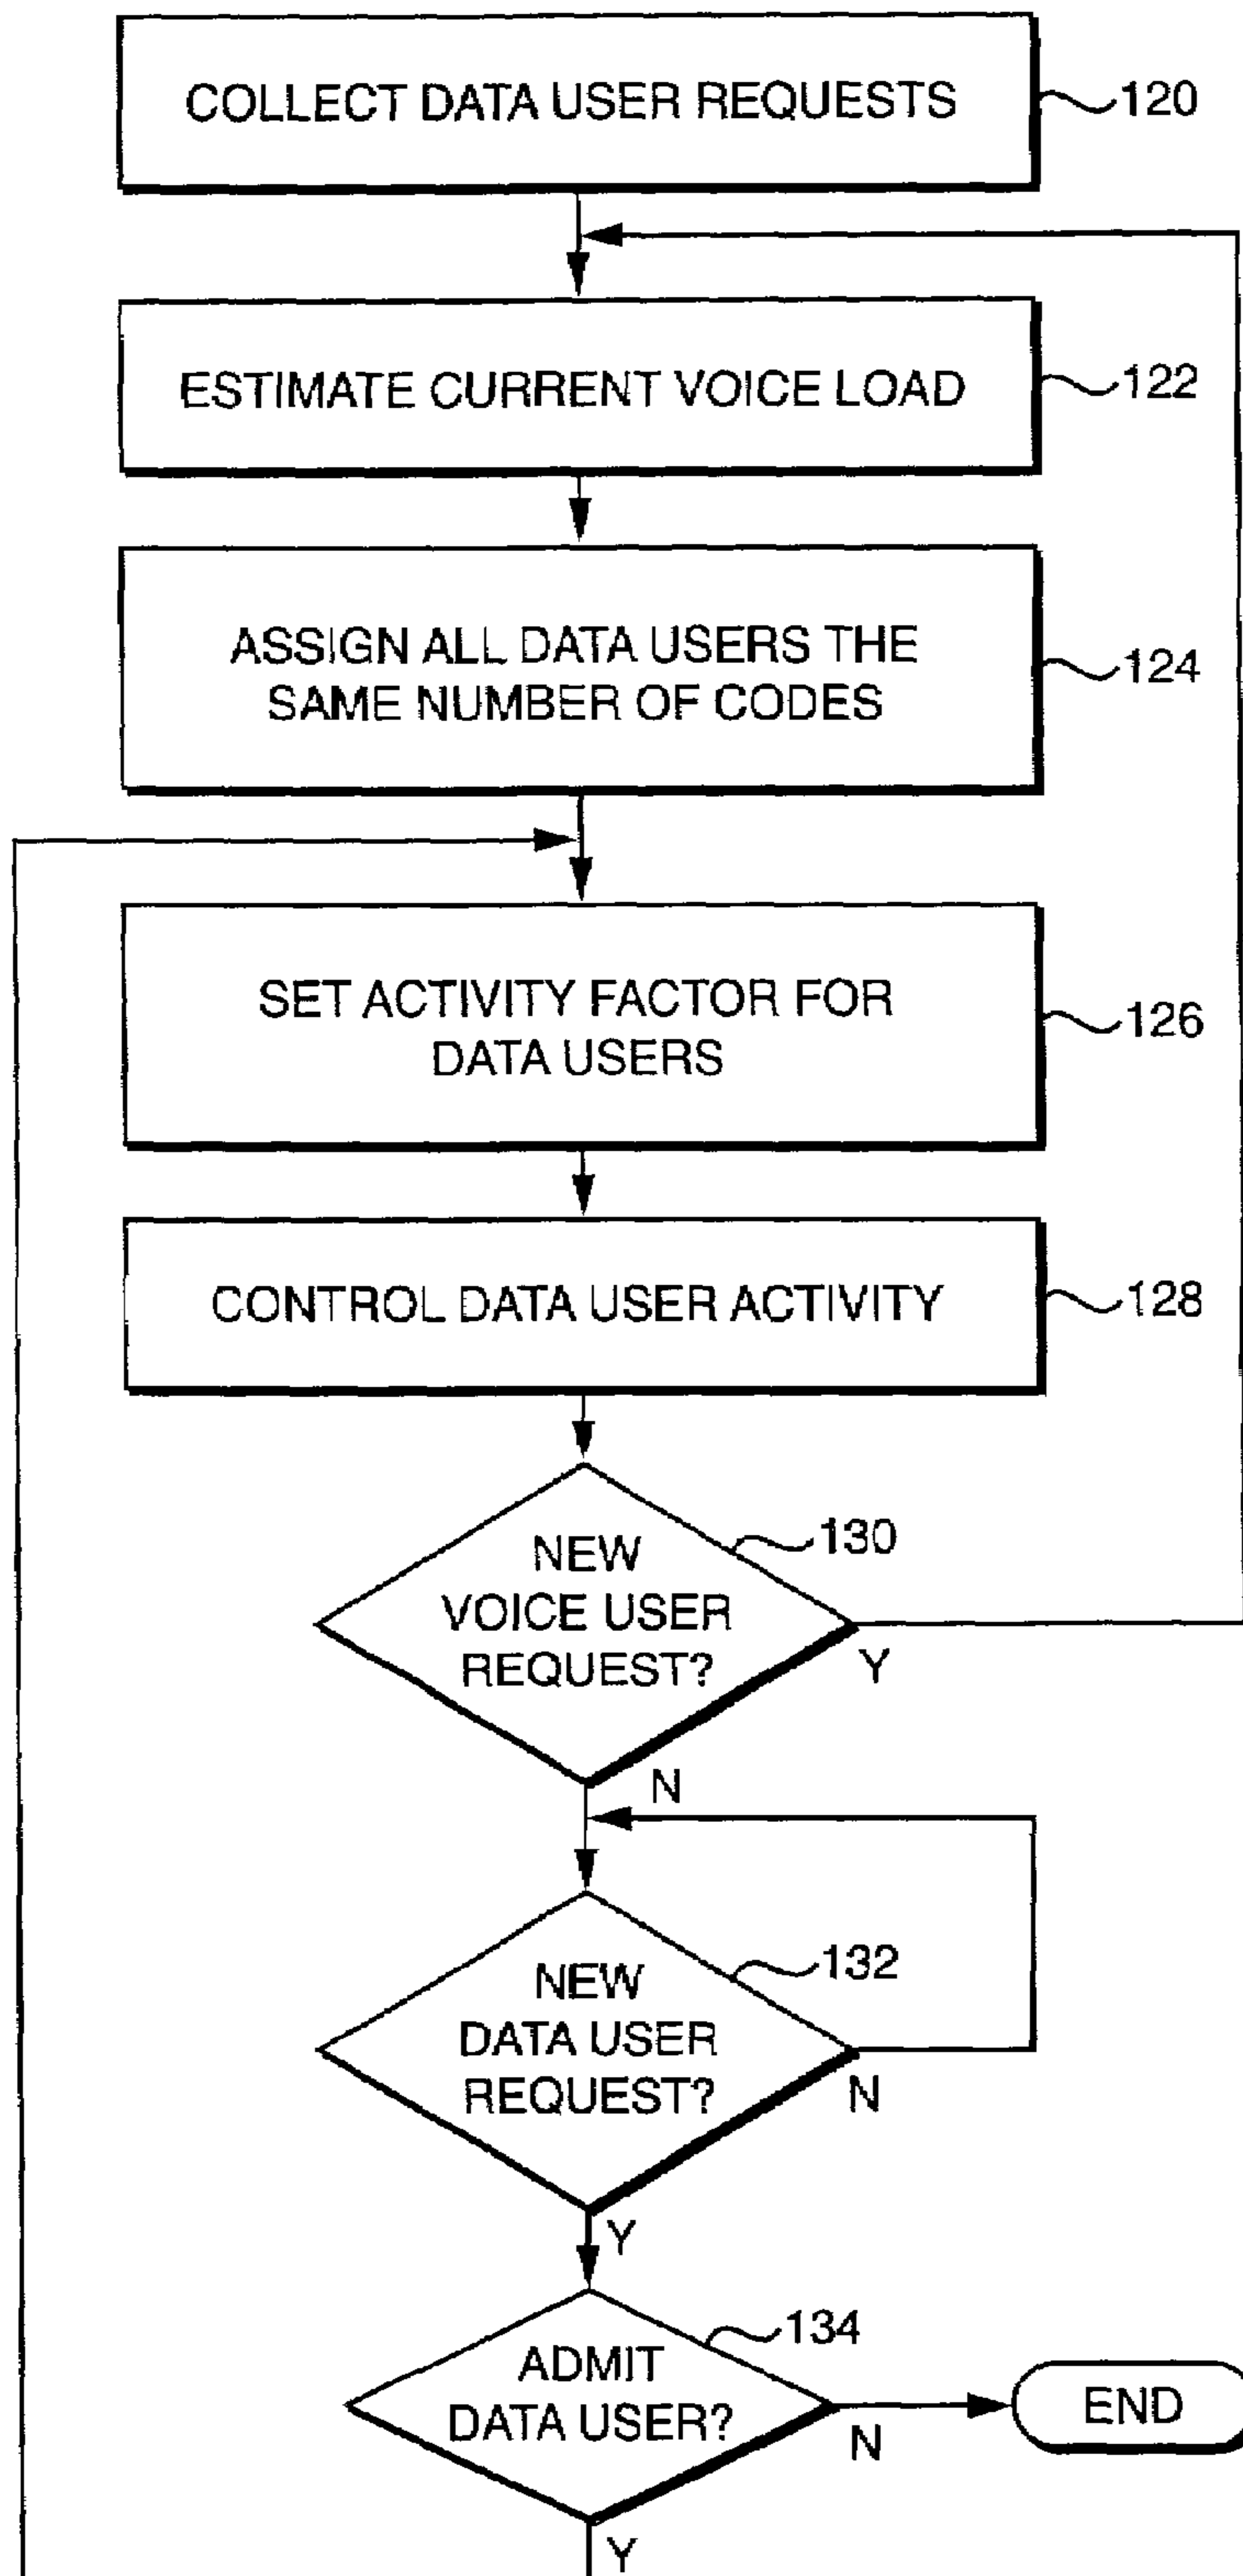 COLLECT DATA USER REQUESTS
120
ESTIMATE CURRENT VOICE LOAD
122
ASSIGN ALL DATA USERS THE
SAME NUMBER OF CODES
124
SET ACTIVITY FACTOR FOR
DATA USERS
126
CONTROL DATA USER ACTIVITY
128
130
NEW
VOICE USER
REQUEST?
Y
N
132
NEW
DATA USER
REQUEST?
N
Y
134
ADMIT
DATA USER?
N
END
Y